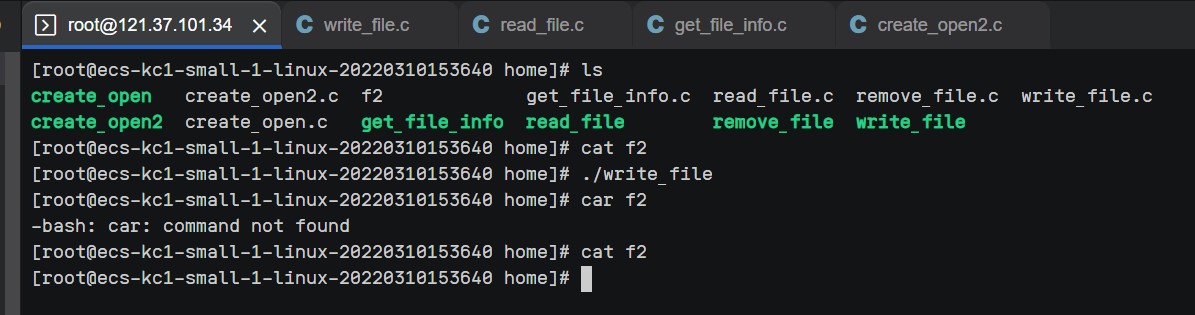 root@121.37.101.34 × C write_file.c C read_file.c C get_file_info.c C create_open2.c
[root@ecs-kc1-small-1-linux-20220310153640 home]# ls
create_open create_open2.c f2 get_file_info.c read_file.c remove_file.c write_file.c
create_open2 create_open.c get_file_info read_file remove_file write_file
[root@ecs-kc1-small-1-linux-20220310153640 home]# cat f2
[root@ecs-kc1-small-1-linux-20220310153640 home]# ./write_file
[root@ecs-kc1-small-1-linux-20220310153640 home]# car f2
-bash: car: command not found
[root@ecs-kc1-small-1-linux-20220310153640 home]# cat f2
[root@ecs-kc1-small-1-linux-20220310153640 home]#